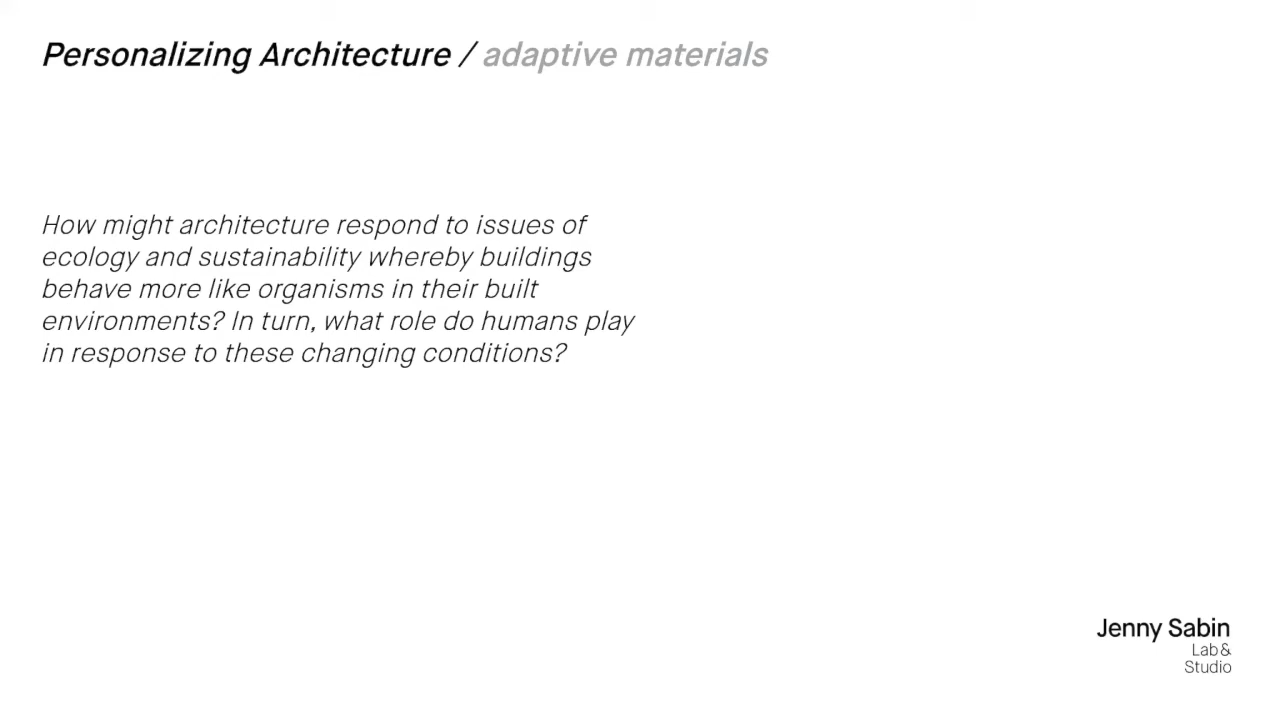 Personalizing Architecture / adaptive materials
How might architecture respond to issues of
ecology and sustainability whereby buildings
behave more like organisms in their built
environments? In turn, what role do humans play
in response to these changing conditions?
Jenny Sabin
Lab &
Studio